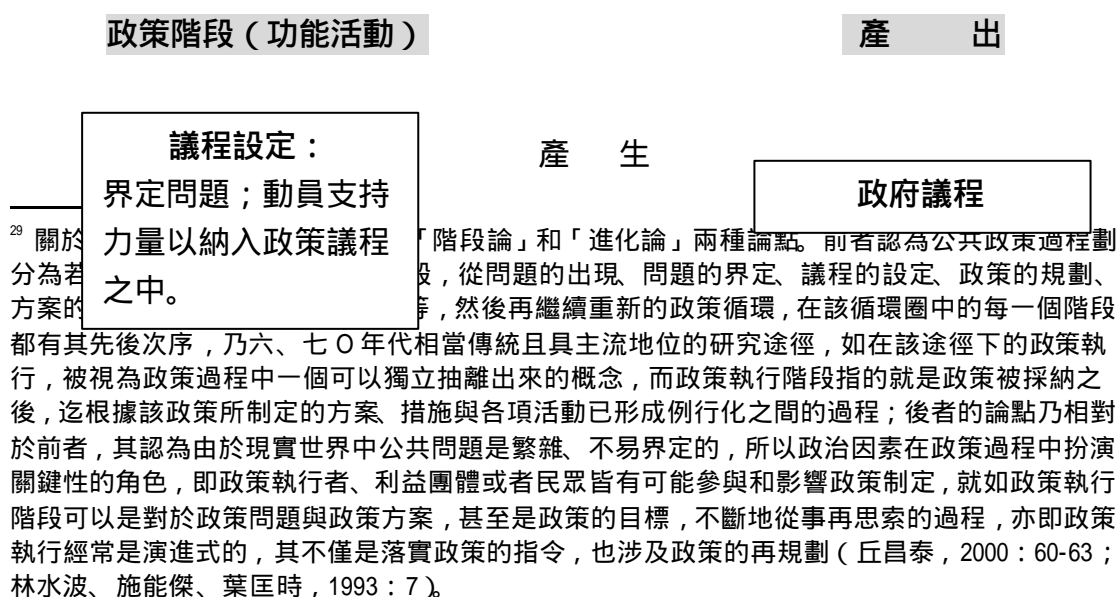 政策階段（功能活動）
產 出
議程設定：
界定問題；動員支持
力量以納入政策議程
之中。
產 生
政府議程
29 關於「階段論」和「進化論」兩種論點。前者認為公共政策過程劃
分為若段，從問題的出現、問題的界定、議程的設定、政策的規劃、
方案的等，然後再繼續重新的政策循環，在該循環圈中的每一個階段
都有其先後次序，乃六、七 O 年代相當傳統且具主流地位的研究途徑，如在該途徑下的政策執
行，被視為政策過程中一個可以獨立抽離出來的概念，而政策執行階段指的就是政策被採納之
後，迄根據該政策所制定的方案、措施與各項活動已形成例行化之間的過程；後者的論點乃相對
於前者，其認為由於現實世界中公共問題是繁雜、不易界定的，所以政治因素在政策過程中扮演
關鍵性的角色，即政策執行者、利益團體或者民眾皆有可能參與和影響政策制定，就如政策執行
階段可以是對於政策問題與政策方案，甚至是政策的目標，不斷地從事再思索的過程，亦即政策
執行經常是演進式的，其不僅是落實政策的指令，也涉及政策的再規劃（丘昌泰，2000：60-63；
林水波、施能傑、葉匡時，1993：7）。